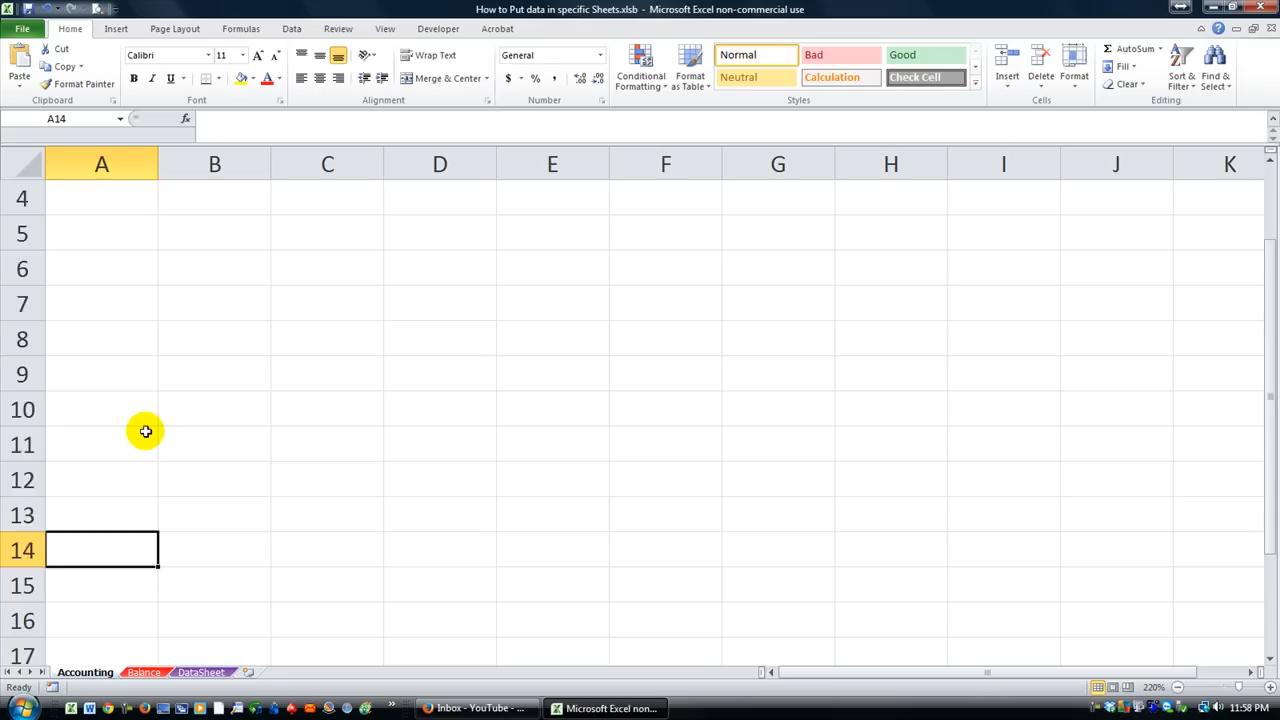 How to Put data in specific Sheets.xlsb - Microsoft Excel non-commercial use
File Home Insert Page Layout Formulas Data Review View Developer Acrobat
Paste
Cut
Copy
Format Painter
Clipboard
Calibri 11
Font
Wrap Text
Merge & Center
Alignment
General
Number
Conditional Formatting
Format as Table
Normal Bad Good
Neutral Calculation Check Cell
Styles
Insert Delete Format
Cells
AutoSum
Fill
Clear
Sort & Filter
Find & Select
Editing
A14 fx
A B C D E F G H I J K
4
5
6
7
8
9
10
11
12
13
14
15
16
17
Accounting Balance DataSheet
Ready 220%
Inbox - YouTube - ... Microsoft Excel non... 11:58 PM